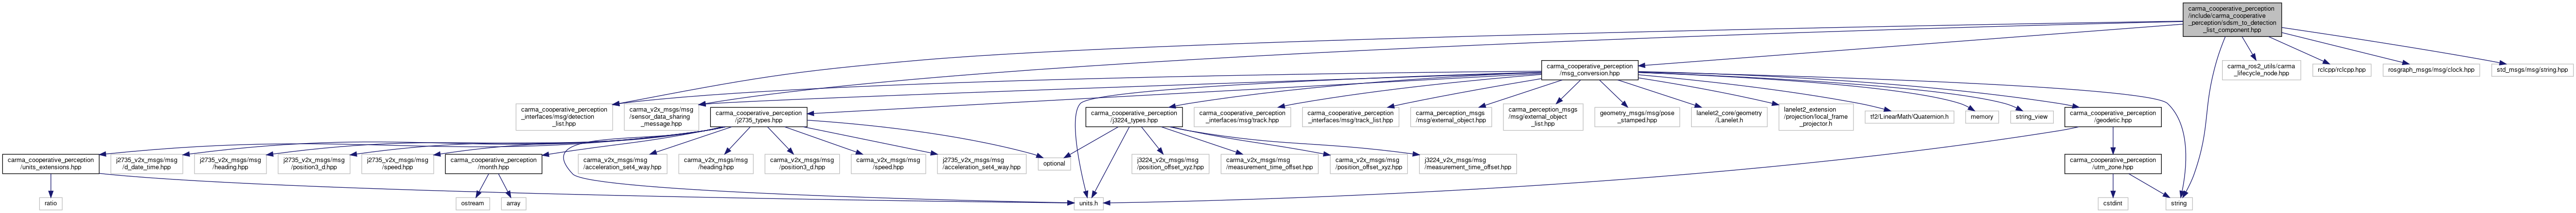 carma_cooperative_perception
/include/carma_cooperative
_perception/sdsm_to_detection
_list_component.hpp
carma_cooperative_perception
/msg_conversion.hpp
carma_ros2_utils/carma
_lifecycle_node.hpp
rclcpp/rclcpp.hpp
rosgraph_msgs/msg/clock.hpp
std_msgs/msg/string.hpp
carma_cooperative_perception
_interfaces/msg/detection
_list.hpp
carma_v2x_msgs/msg
/sensor_data_sharing
_message.hpp
carma_cooperative_perception
/j2735_types.hpp
carma_cooperative_perception
/j3224_types.hpp
carma_cooperative_perception
_interfaces/msg/track.hpp
carma_cooperative_perception
_interfaces/msg/track_list.hpp
carma_perception_msgs
/msg/external_object.hpp
carma_perception_msgs
/msg/external_object
_list.hpp
geometry_msgs/msg/pose
_stamped.hpp
lanelet2_core/geometry
/Lanelet.h
lanelet2_extension
/projection/local_frame
_projector.h
tf2/LinearMath/Quaternion.h
memory
string_view
carma_cooperative_perception
/geodetic.hpp
carma_cooperative_perception
/units_extensions.hpp
j2735_v2x_msgs/msg
/d_date_time.hpp
j2735_v2x_msgs/msg
/heading.hpp
j2735_v2x_msgs/msg
/position3_d.hpp
j2735_v2x_msgs/msg
/speed.hpp
carma_cooperative_perception
/month.hpp
carma_v2x_msgs/msg
/acceleration_set4_way.hpp
carma_v2x_msgs/msg
/heading.hpp
carma_v2x_msgs/msg
/position3_d.hpp
carma_v2x_msgs/msg
/speed.hpp
j2735_v2x_msgs/msg
/acceleration_set4_way.hpp
optional
j3224_v2x_msgs/msg
/position_offset_xyz.hpp
carma_v2x_msgs/msg
/measurement_time_offset.hpp
carma_v2x_msgs/msg
/position_offset_xyz.hpp
j3224_v2x_msgs/msg
/measurement_time_offset.hpp
carma_cooperative_perception
/utm_zone.hpp
ratio
ostream
array
units.h
cstdint
string